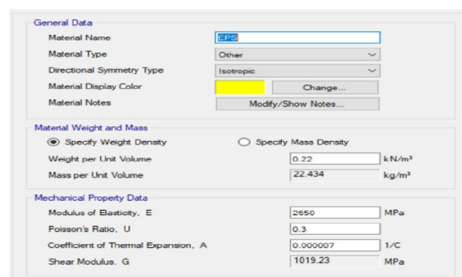 General Data
Material Name EPS
Material Type Other
Directional Symmetry Type Isotropic
Material Display Color Change...
Material Notes Modify/Show Notes...
Material Weight and Mass
Specify Weight Density Specify Mass Density
Weight per Unit Volume 0.22 kN/m³
Mass per Unit Volume 22.434 kg/m³
Mechanical Property Data
Modulus of Elasticity, E 2650 MPa
Poisson's Ratio, U 0.3
Coefficient of Thermal Expansion, A 0.000007 1/C
Shear Modulus, G 1019.23 MPa